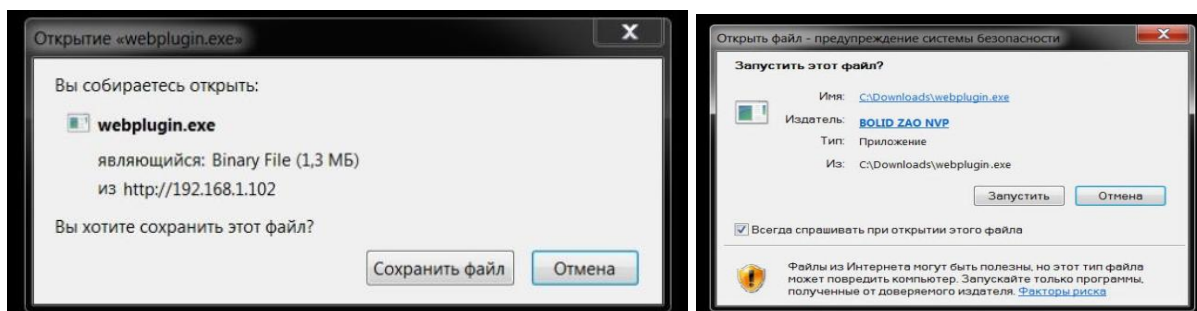 Открытие «webplugin.exe»
Вы собираетесь открыть:
webplugin.exe
являющийся: Binary File (1,3 МБ)
из http://192.168.1.102
Вы хотите сохранить этот файл?
Сохранить файл
Отмена
Открыть файл - предупреждение системы безопасности
Запустить этот файл?
Имя: C:\Downloads\webplugin.exe
Издатель: BOLID ZAO NVP
Тип: Приложение
Из: C:\Downloads\webplugin.exe
Запустить
Отмена
Всегда спрашивать при открытии этого файла
Файлы из Интернета могут быть полезны, но этот тип файла
может повредить компьютер. Запускайте только программы,
полученные от доверяемого издателя. Факторы риска